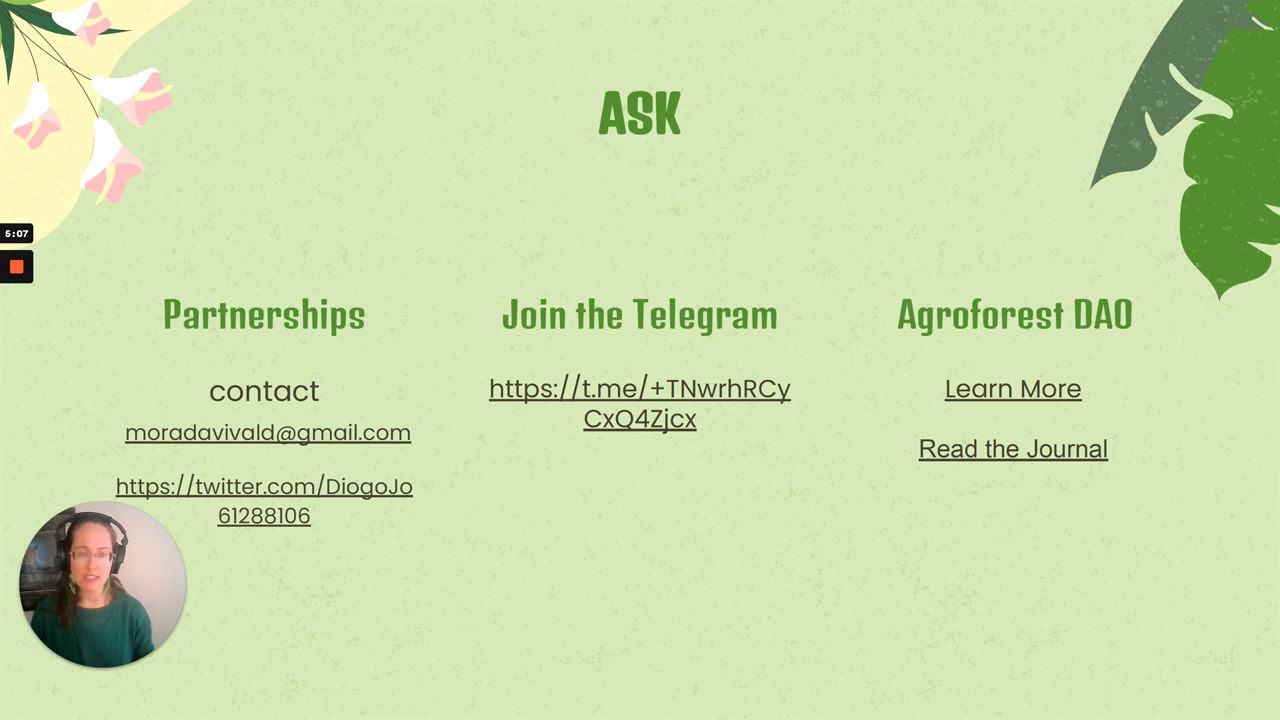 ASK
5:07
Partnerships
contact
moradavivald@gmail.com
https://twitter.com/DiogoJo
61288106
Join the Telegram
https://t.me/+TNwrhRCy
CxQ4Zjcx
Agroforest DAO
Learn More
Read the Journal